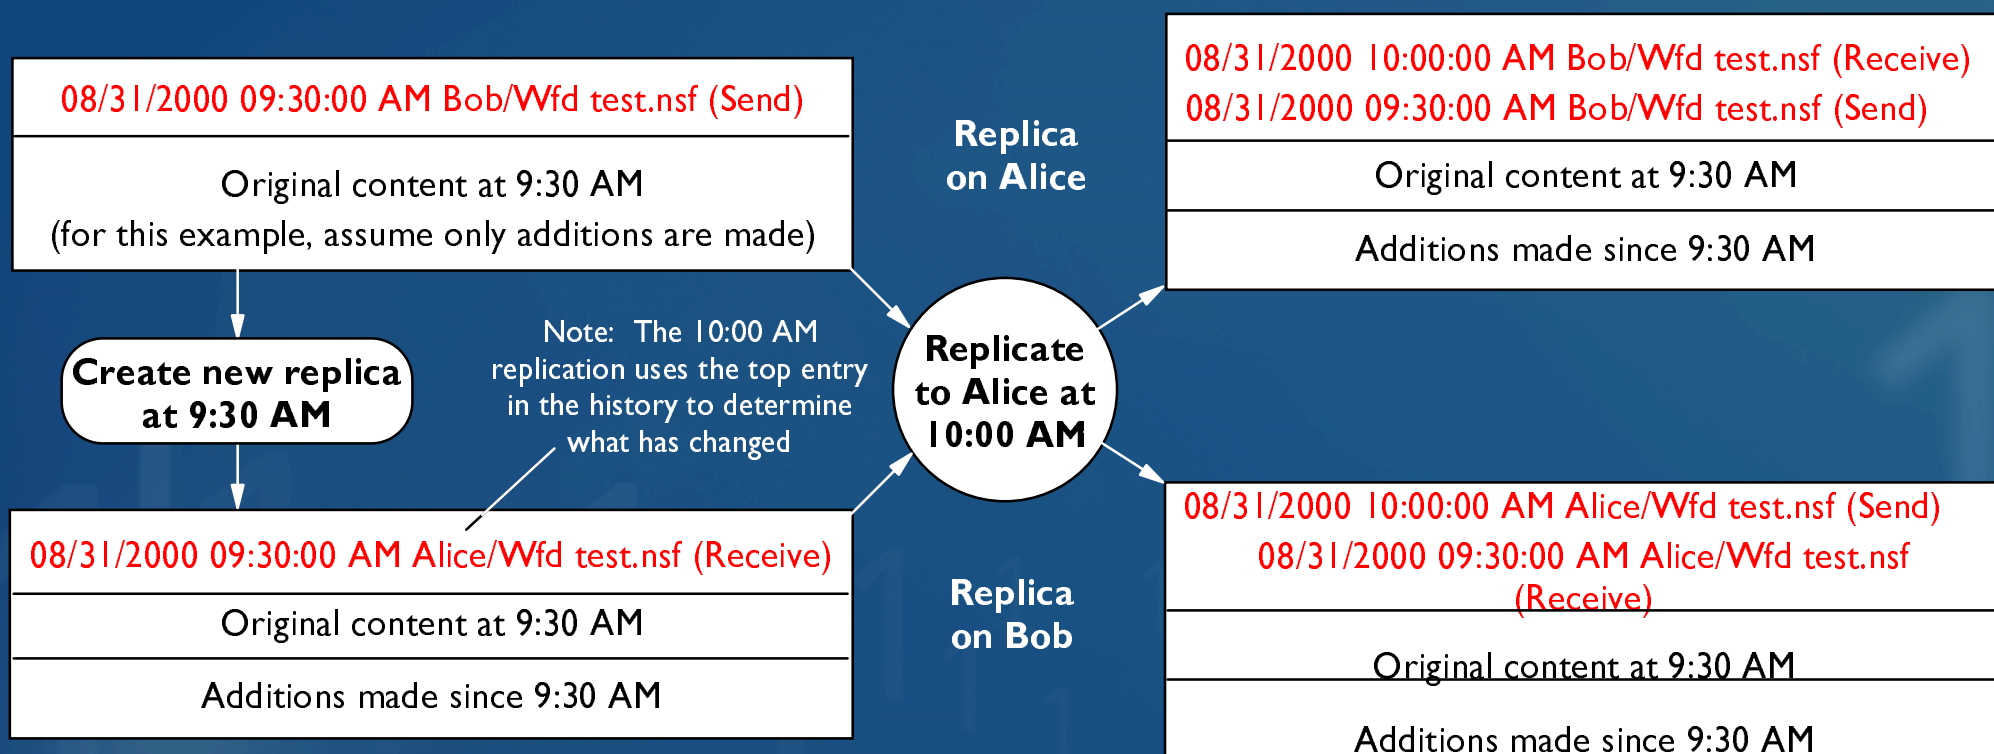 08/31/2000 09:30:00 AM Bob/Wfd test.nsf (Send)
Original content at 9:30 AM
(for this example, assume only additions are made)
Create new replica
at 9:30 AM
Note: The 10:00 AM
replication uses the top entry
in the history to determine
what has changed
08/31/2000 09:30:00 AM Alice/Wfd test.nsf (Receive)
Original content at 9:30 AM
Additions made since 9:30 AM
Replica
on Alice
Replicate
to Alice at
10:00 AM
Replica
on Bob
08/31/2000 10:00:00 AM Bob/Wfd test.nsf (Receive)
08/31/2000 09:30:00 AM Bob/Wfd test.nsf (Send)
Original content at 9:30 AM
Additions made since 9:30 AM
08/31/2000 10:00:00 AM Alice/Wfd test.nsf (Send)
08/31/2000 09:30:00 AM Alice/Wfd test.nsf
(Receive)
Original content at 9:30 AM
Additions made since 9:30 AM